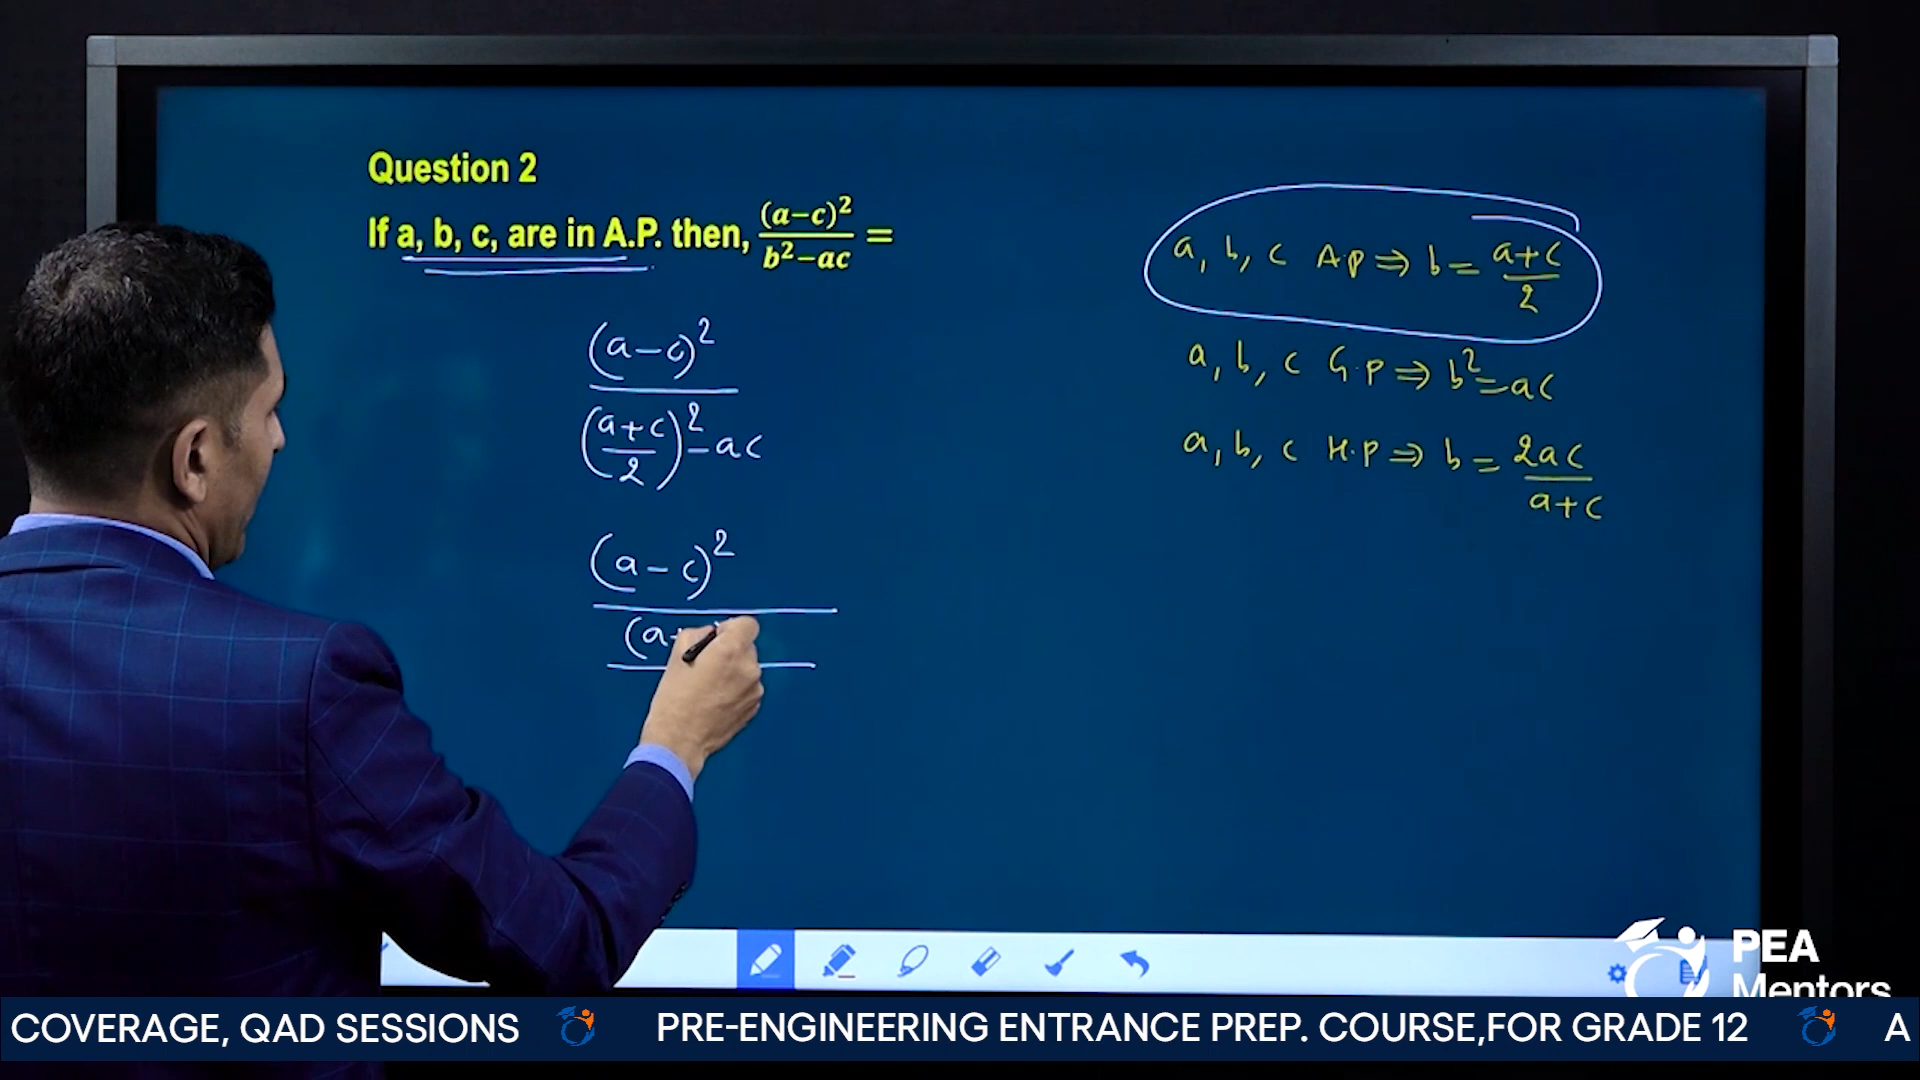 Question 2
If a, b, c, are in A.P. then, (a−c)²/(b²−ac) =
(a−c)²
((a+c)/2)²−ac
(a−c)²
(a+
a, b, c A.P ⇒ b = (a+c)/2
a, b, c G.P ⇒ b²=ac
a, b, c H.P ⇒ b = 2ac/(a+c)
PEA
Mentors
COVERAGE, QAD SESSIONS PRE-ENGINEERING ENTRANCE PREP. COURSE,FOR GRADE 12 A